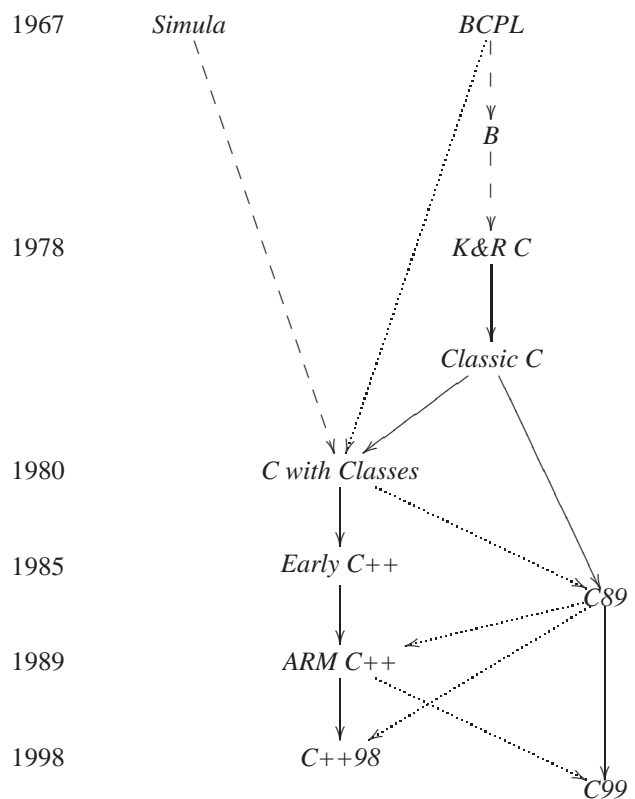 1967 Simula BCPL
B
1978 K&R C
Classic C
1980 C with Classes
1985 Early C++
C89
1989 ARM C++
1998 C++98
C99